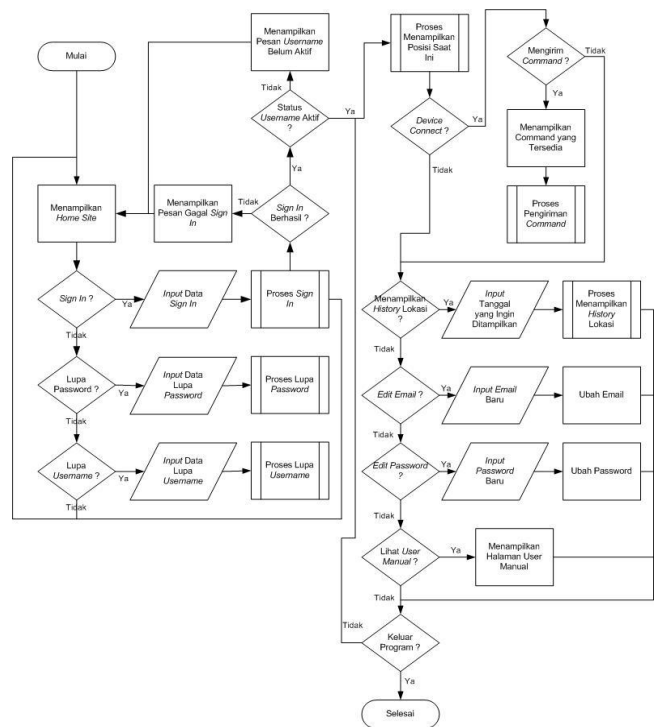 Mulai
Menampilkan
Home Site
Sign In ?
Ya
Tidak
Input Data
Sign In
Proses Sign
In
Lupa
Password ?
Ya
Tidak
Input Data
Lupa
Password
Proses Lupa
Password
Lupa
Username ?
Ya
Tidak
Input Data
Lupa
Username
Proses Lupa
Username
Sign In
Berhasil ?
Tidak
Ya
Menampilkan
Pesan Gagal Sign
In
Status
Username Aktif
?
Tidak
Ya
Menampilkan
Pesan Username
Belum Aktif
Proses
Menampilkan
Posisi Saat
Ini
Device
Connect ?
Ya
Tidak
Mengirim
Command ?
Tidak
Ya
Menampilkan
Command yang
Tersedia
Proses
Pengiriman
Command
Menampilkan
History Lokasi
?
Ya
Tidak
Input
Tanggal
yang Ingin
Ditampilkan
Proses
Menampilkan
History
Lokasi
Edit Email ?
Ya
Tidak
Input Email
Baru
Ubah Email
Edit Password
?
Ya
Tidak
Input
Password
Baru
Ubah Password
Lihat User
Manual ?
Ya
Tidak
Menampilkan
Halaman User
Manual
Keluar
Program ?
Tidak
Ya
Selesai